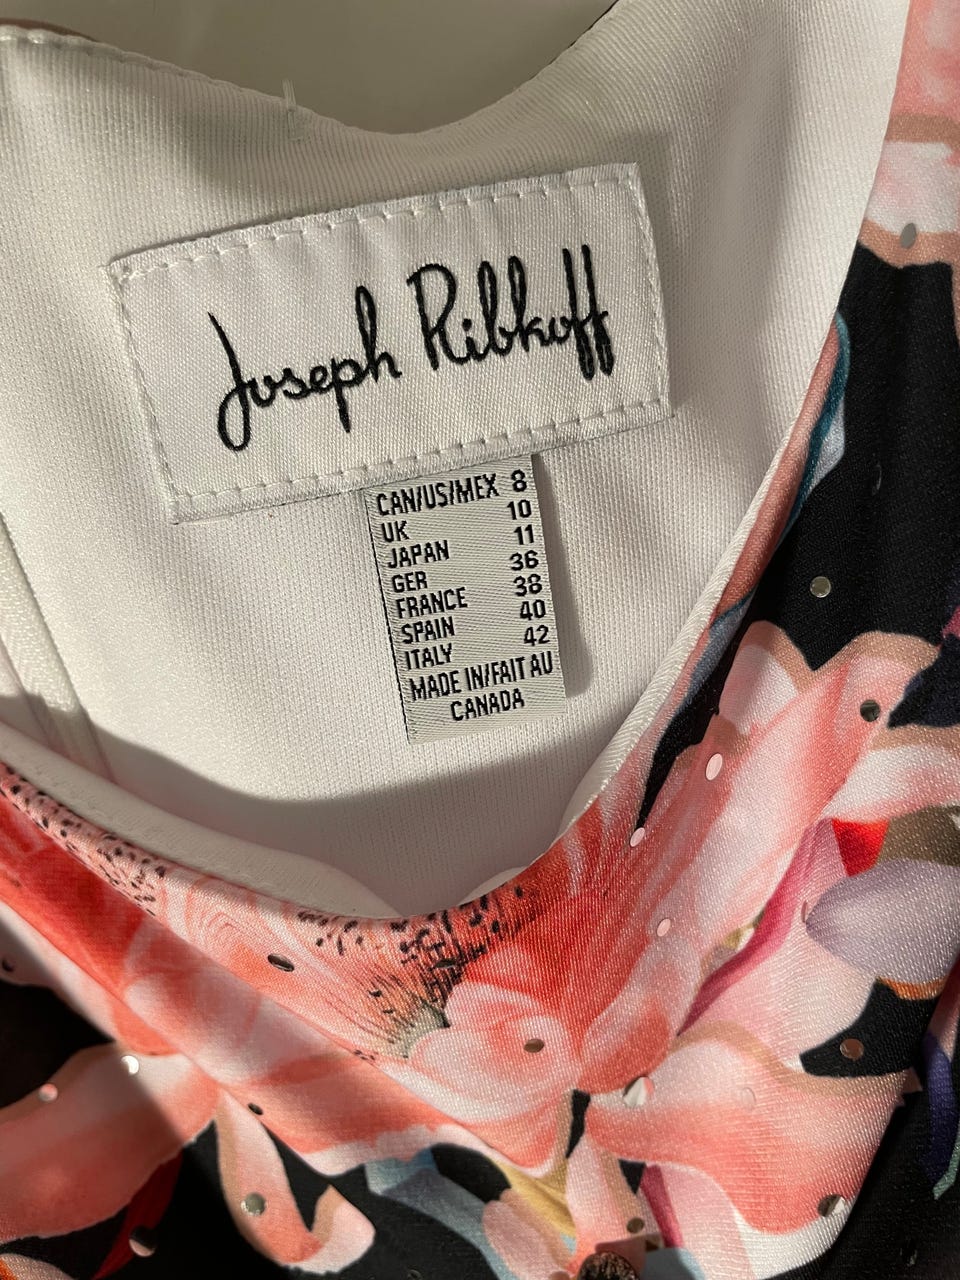 Joseph Ribkoff
CAN/US/MEX 8
UK 10
JAPAN 11
GER 36
FRANCE 38
SPAIN 40
ITALY 42
MADE IN/FAIT AU
CANADA